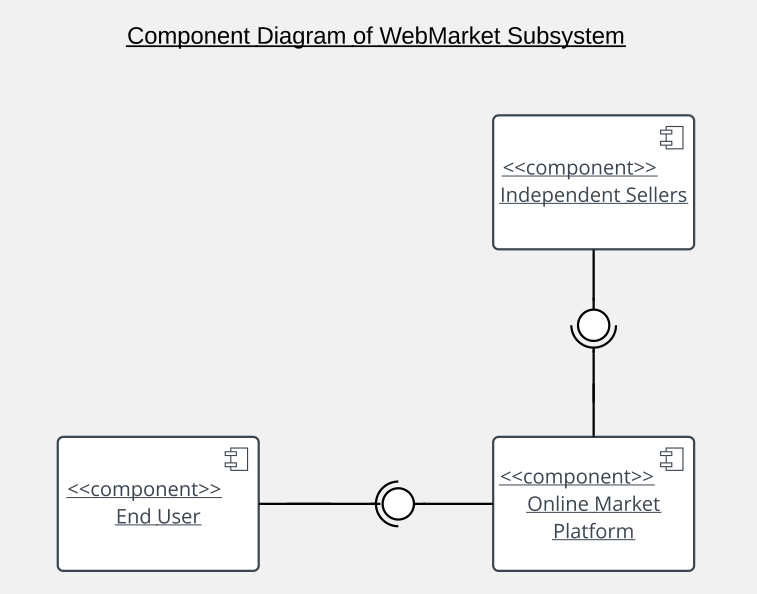 Component Diagram of WebMarket Subsystem
<<component>>
Independent Sellers
<<component>>
End User
<<component>>
Online Market
Platform